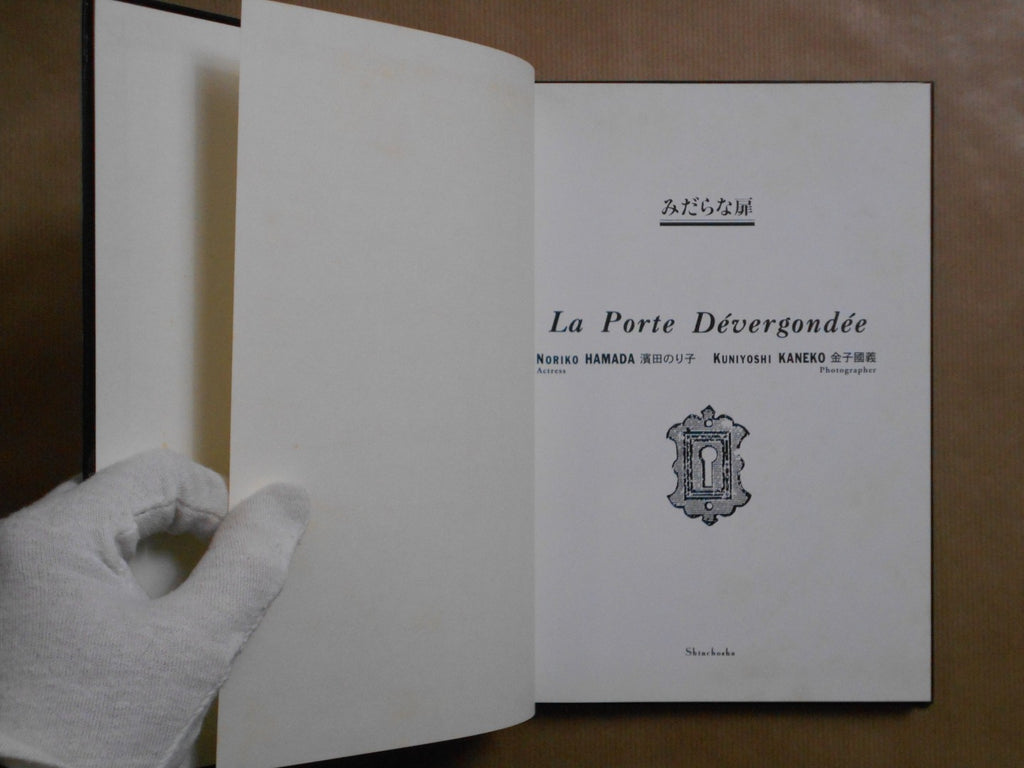 みだらな扉
La Porte Dévergondée
NORIKO HAMADA 濱田のり子 KUNIYOSHI KANEKO 金子國義
Actress Photographer
Shinchosha